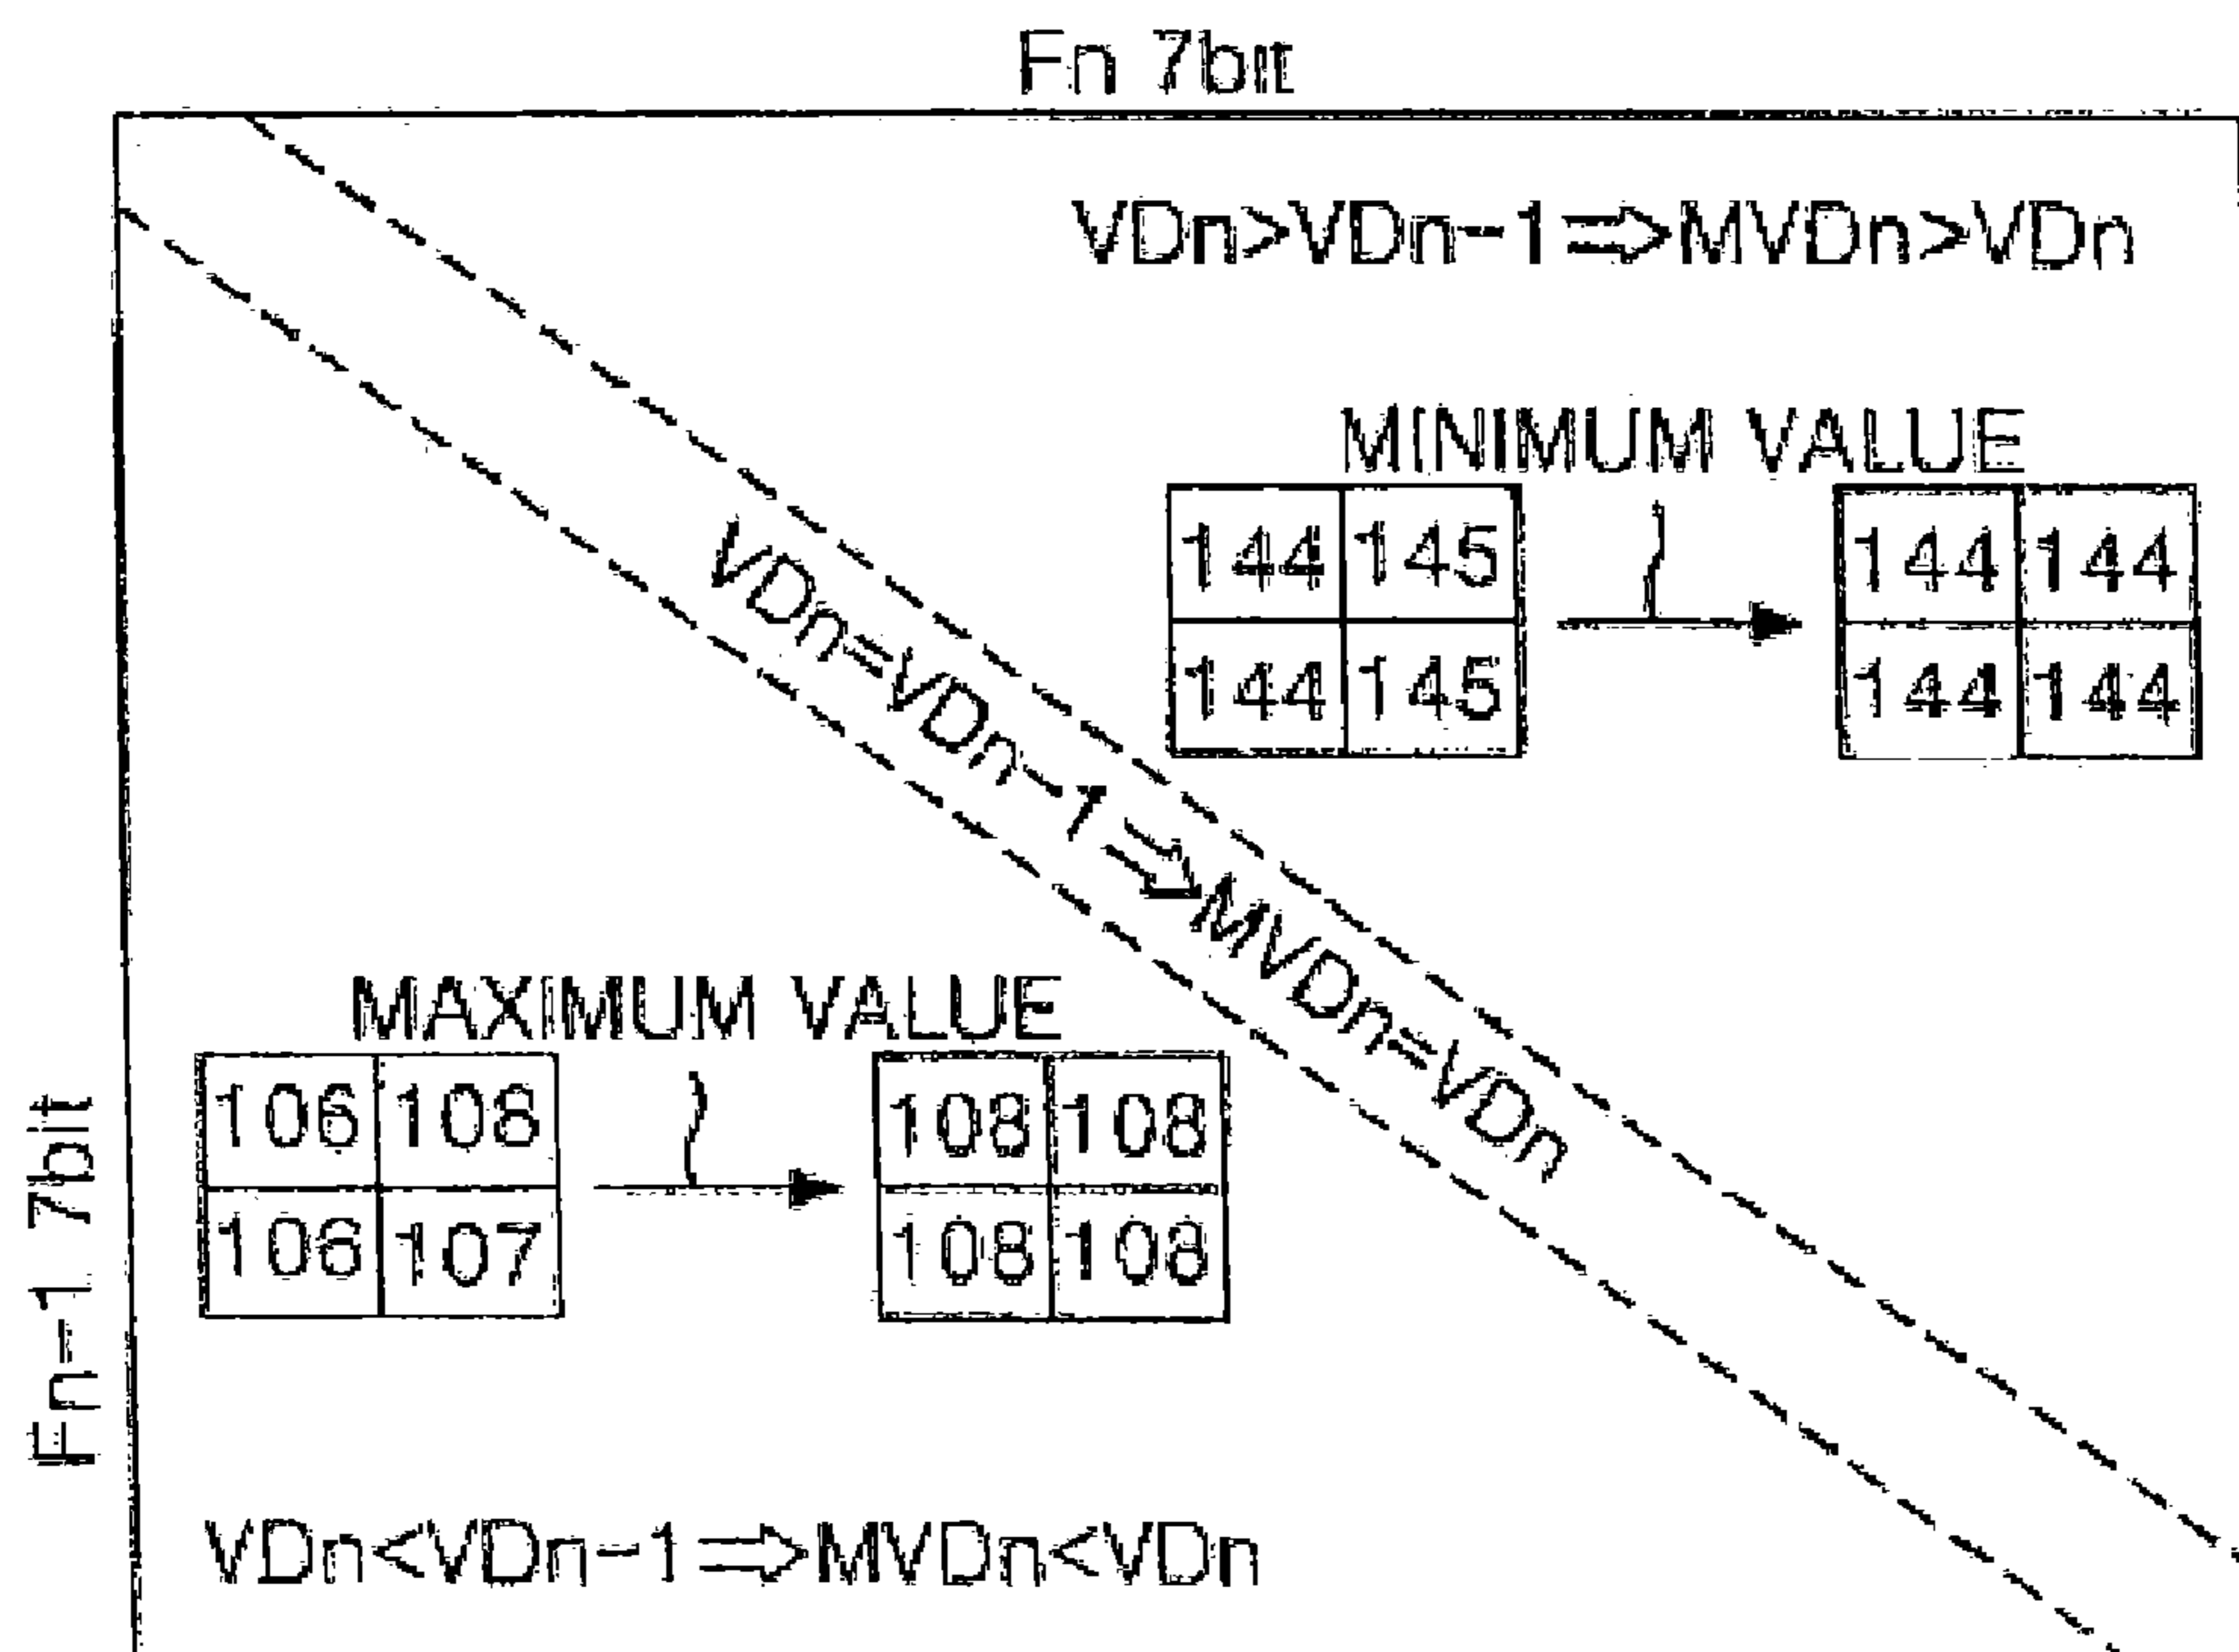 Fn 7bit
VDn>VDn-1⇒MVDn>VDn
MINIMUM VALUE
144 145 144 144
144 145 144 144
VDn=VDn-1⇒MVDn=VDn
MAXIMUM VALUE
106 108 108 108
106 107 108 108
Fn-1 7bit
VDn<VDn-1⇒MVDn<VDn